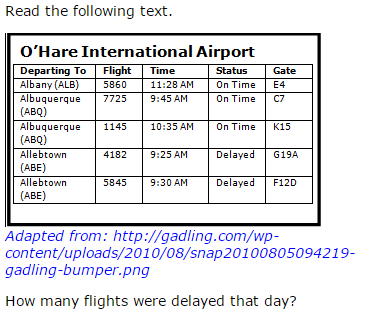 Read the following text.
O'Hare International Airport
Departing To Flight Time Status Gate
Albany (ALB) 5860 11:28 AM On Time E4
Albuquerque 7725 9:45 AM On Time C7
(ABQ)
Albuquerque 1145 10:35 AM On Time K15
(ABQ)
Allebtown 4182 9:25 AM Delayed G19A
(ABE)
Allebtown 5845 9:30 AM Delayed F12D
(ABE)
Adapted from: http://gadling.com/wp-
content/uploads/2010/08/snap20100805094219-
gadling-bumper.png
How many flights were delayed that day?